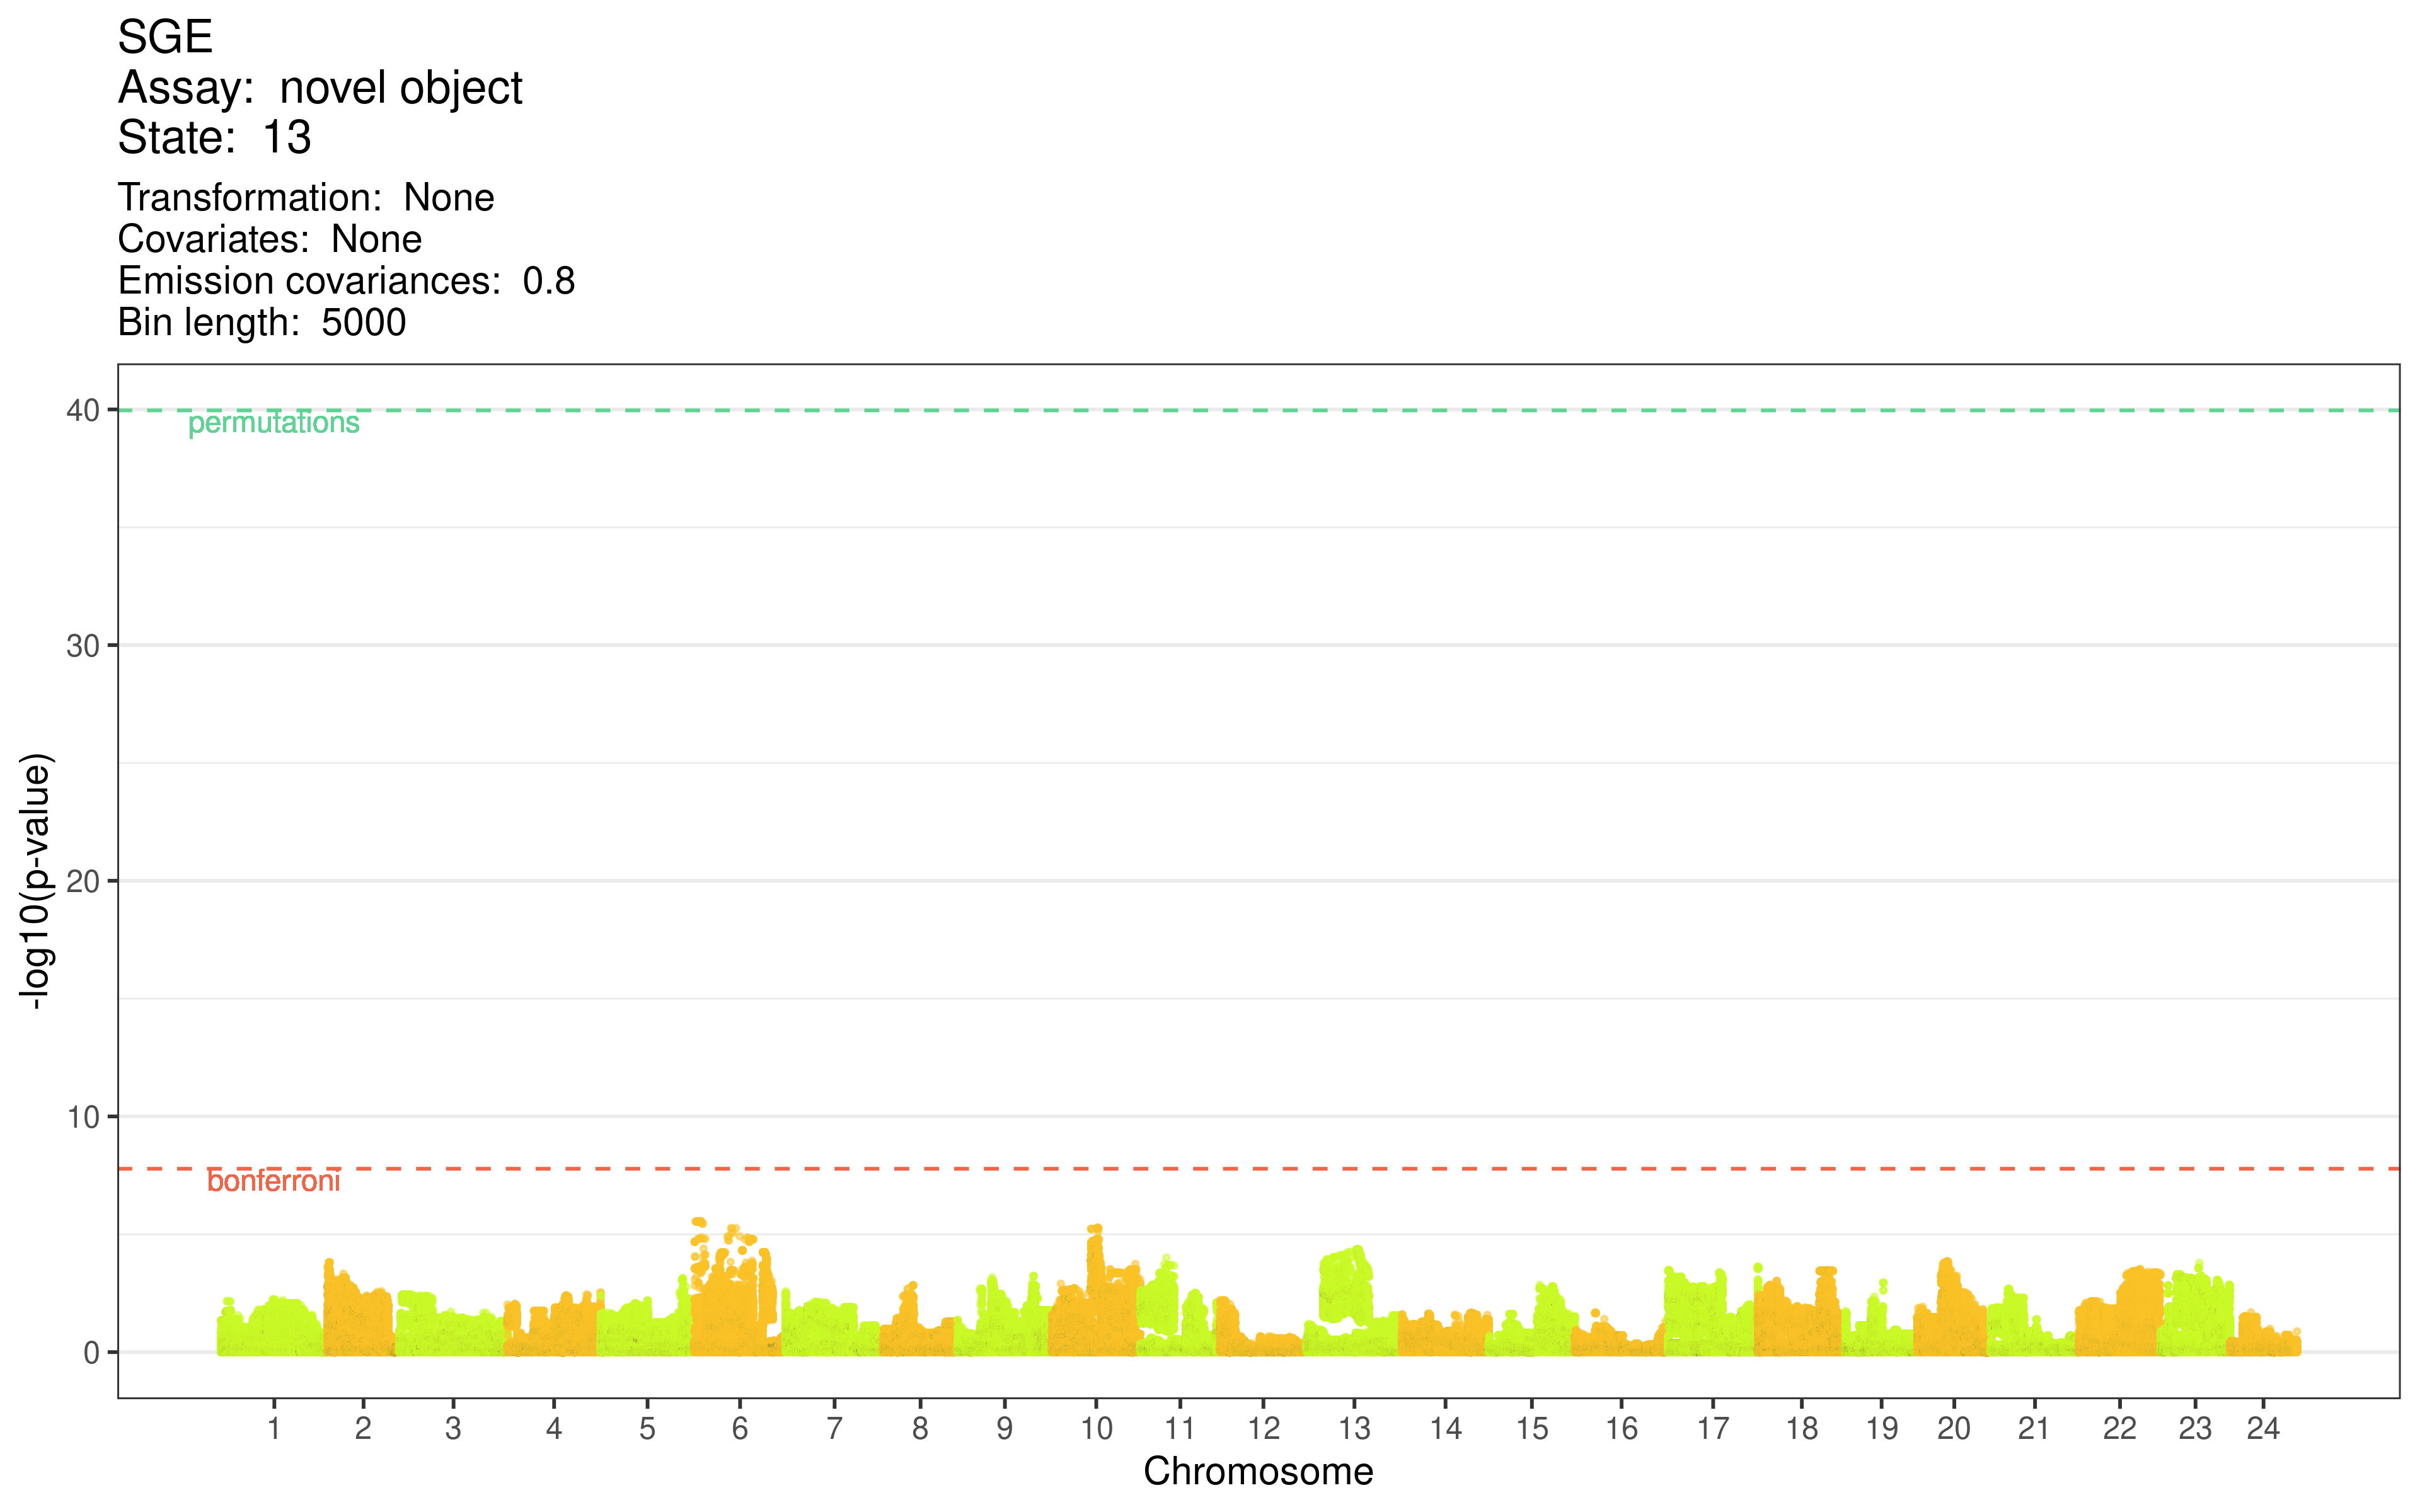 SGE
Assay:  novel object
State:  13
Transformation:  None
Covariates:  None
Emission covariances:  0.8
Bin length:  5000
40
permutations
30
20
10
bonferroni
0
-log10(p-value)
1 2 3 4 5 6 7 8 9 10 11 12 13 14 15 16 17 18 19 20 21 22 23 24
Chromosome